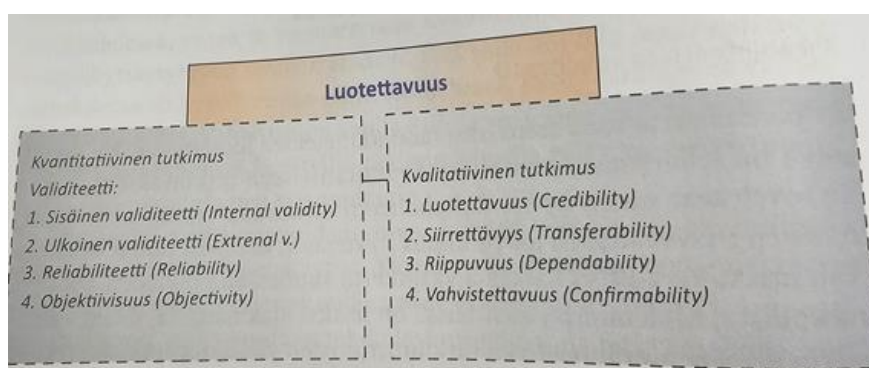 Luotettavuus
Kvantitatiivinen tutkimus
Validiteetti:
1. Sisäinen validiteetti (Internal validity)
2. Ulkoinen validiteetti (Extrenal v.)
3. Reliabiliteetti (Reliability)
4. Objektiivisuus (Objectivity)
Kvalitatiivinen tutkimus
1. Luotettavuus (Credibility)
2. Siirrettävyys (Transferability)
3. Riippuvuus (Dependability)
4. Vahvistettavuus (Confirmability)